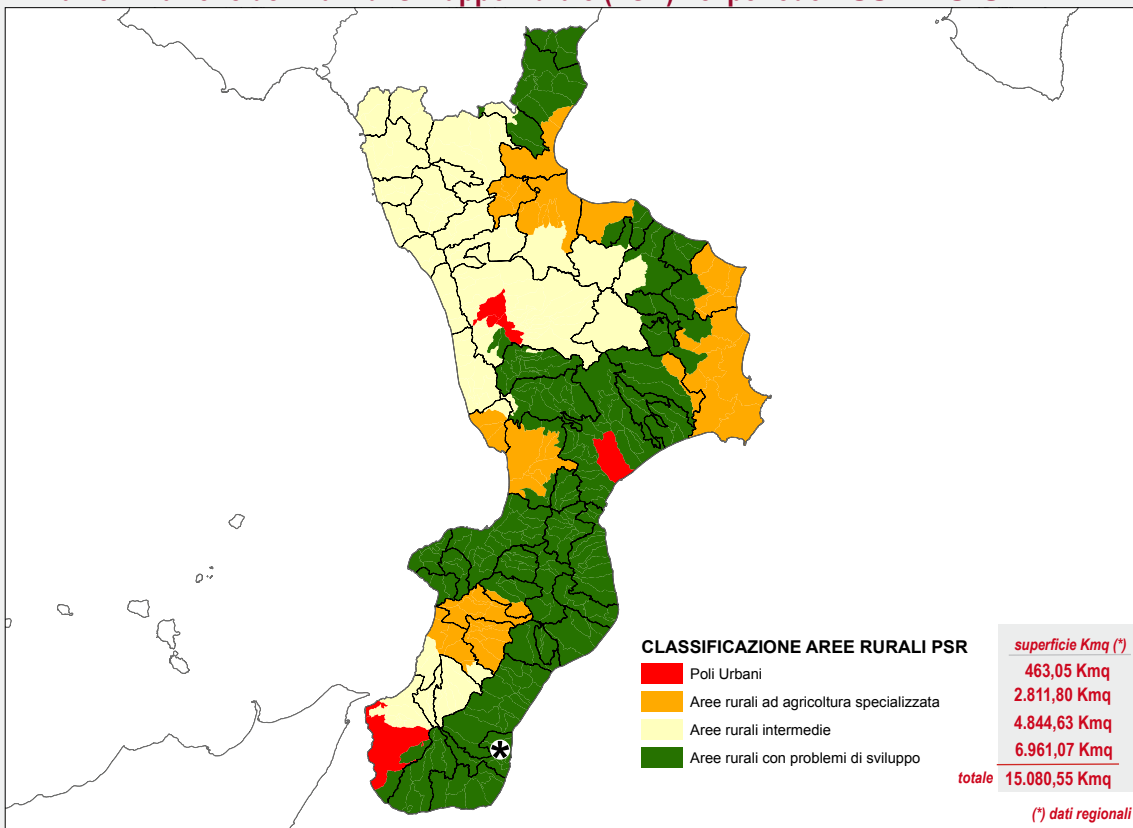 CLASSIFICAZIONE AREE RURALI PSR
superficie Kmq (*)
Poli Urbani
463,05 Kmq
Aree rurali ad agricoltura specializzata
2.811,80 Kmq
Aree rurali intermedie
4.844,63 Kmq
Aree rurali con problemi di sviluppo
6.961,07 Kmq
totale 15.080,55 Kmq
(*) dati regionali